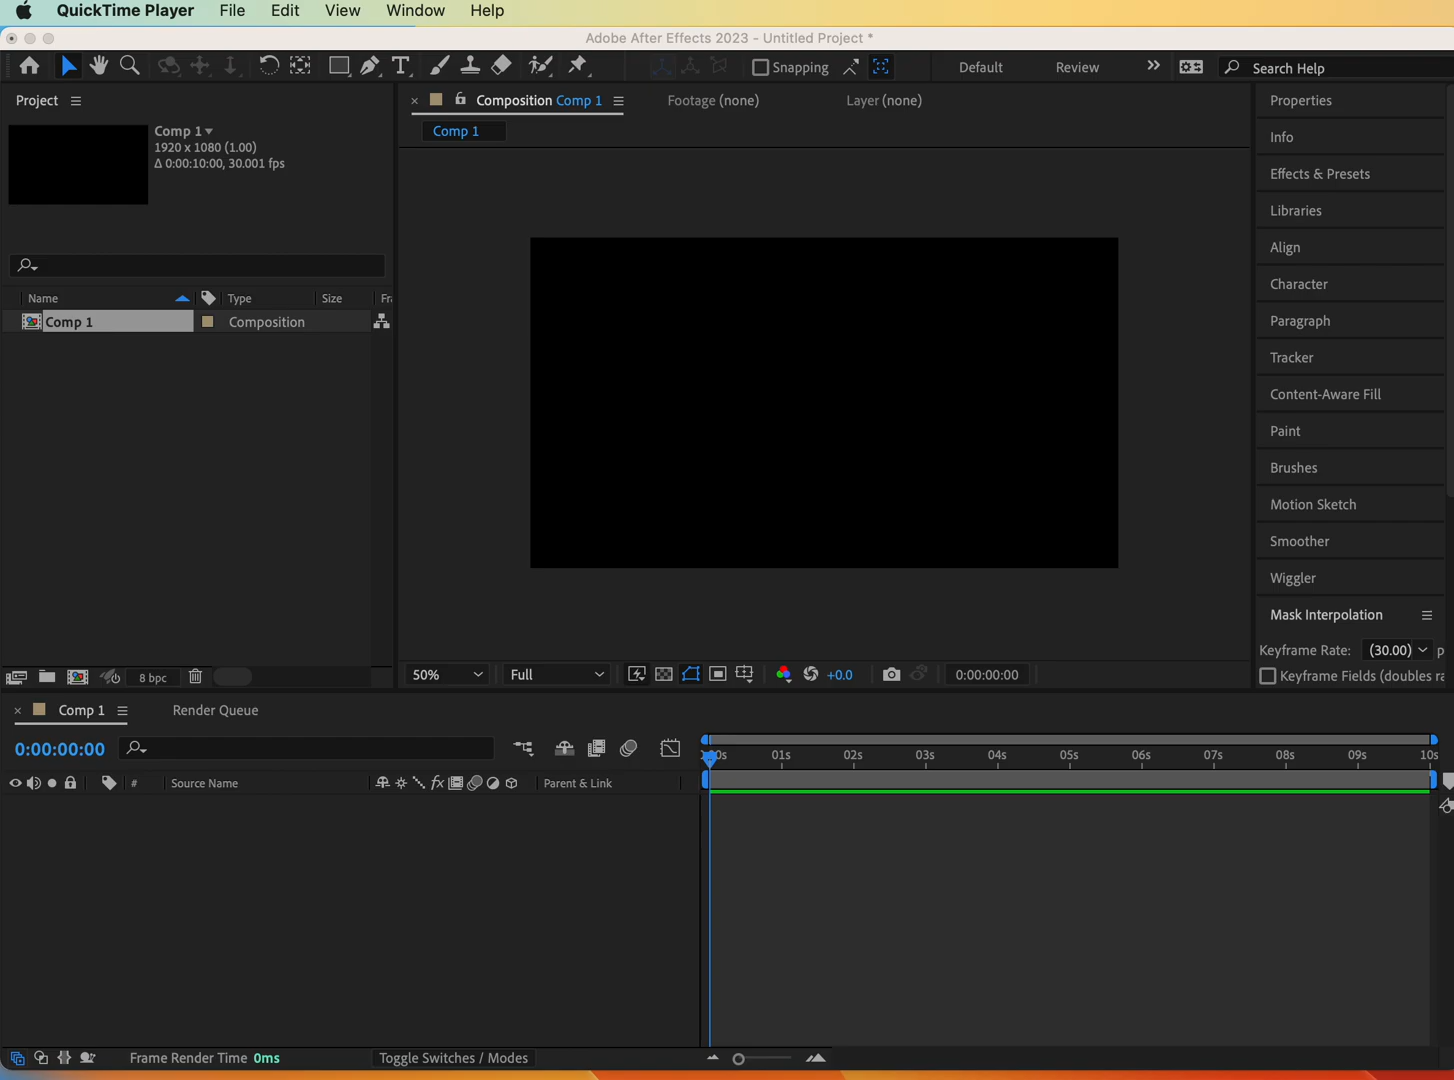 QuickTime Player File Edit View Window Help
Adobe After Effects 2023 - Untitled Project *
Snapping Default Review Search Help
Project
Comp 1
1920 x 1080 (1.00)
Δ 0:00:10:00, 30.001 fps
Name Type Size Fr
Comp 1 Composition
8 bpc
Composition Comp 1 Footage (none) Layer (none)
Comp 1
50% Full +0.0 0:00:00:00
Properties
Info
Effects & Presets
Libraries
Align
Character
Paragraph
Tracker
Content-Aware Fill
Paint
Brushes
Motion Sketch
Smoother
Wiggler
Mask Interpolation
Keyframe Rate: (30.00) p
Keyframe Fields (doubles ra
Comp 1 Render Queue
0:00:00:00
:00s 01s 02s 03s 04s 05s 06s 07s 08s 09s 10s
# Source Name Parent & Link
Frame Render Time 0ms Toggle Switches / Modes